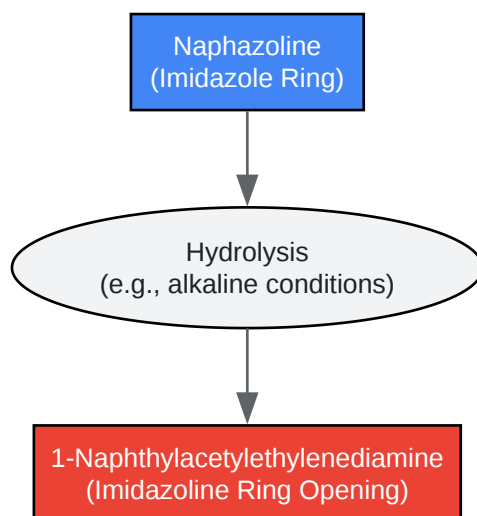 Naphazoline
(Imidazole Ring)
Hydrolysis
(e.g., alkaline conditions)
1-Naphthylacetylethylenediamine
(Imidazoline Ring Opening)